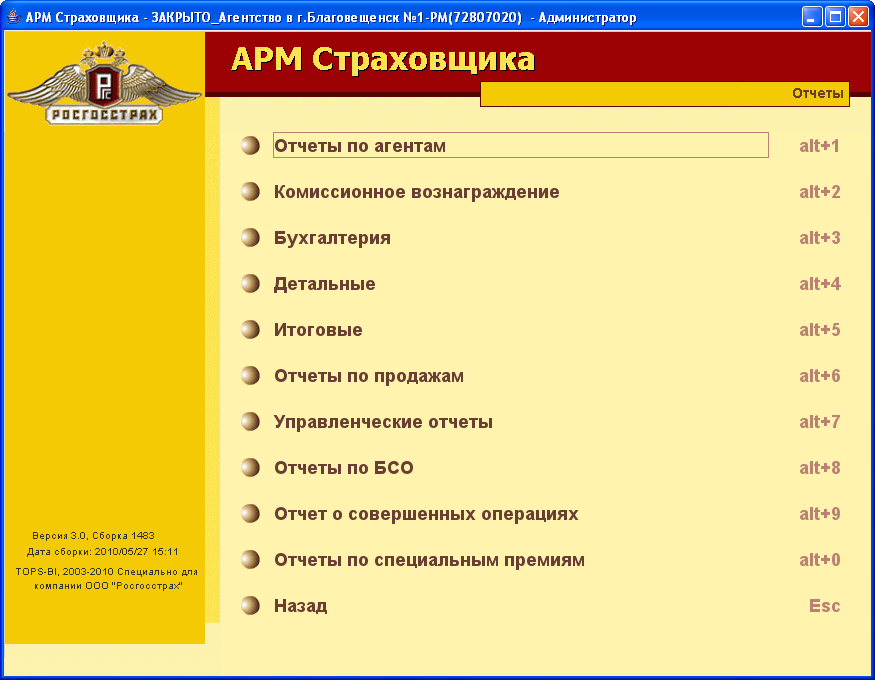 АРМ Страховщика - ЗАКРЫТО_Агентство в г.Благовещенск №1-РМ(72807020) - Администратор
АРМ Страховщика
РГС
РОСГОССТРАХ
Отчеты
Отчеты по агентам alt+1
Комиссионное вознаграждение alt+2
Бухгалтерия alt+3
Детальные alt+4
Итоговые alt+5
Отчеты по продажам alt+6
Управленческие отчеты alt+7
Отчеты по БСО alt+8
Отчет о совершенных операциях alt+9
Отчеты по специальным премиям alt+0
Назад Esc
Версия 3.0, Сборка 1483
Дата сборки: 2010/05/27 15:11
TOPS-BI, 2003-2010 Специально для
компании ООО "Росгосстрах"